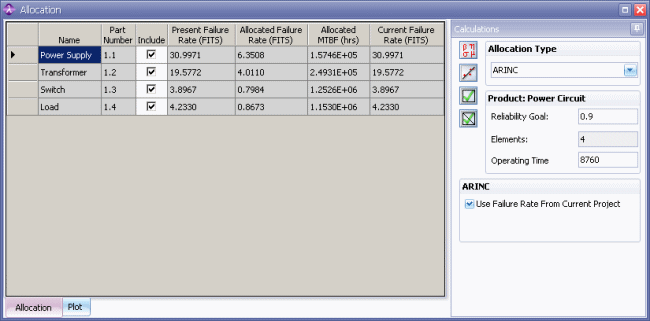 Allocation
Name Part Number Include Present Failure Rate (FITS) Allocated Failure Rate (FITS) Allocated MTBF (hrs) Current Failure Rate (FITS)
Power Supply 1.1 30.9971 6.3508 1.5746E+05 30.9971
Transformer 1.2 19.5772 4.0110 2.4931E+05 19.5772
Switch 1.3 3.8967 0.7984 1.2526E+06 3.8967
Load 1.4 4.2330 0.8673 1.1530E+06 4.2330
Allocation Plot
Calculations
Allocation Type
ARINC
Product: Power Circuit
Reliability Goal: 0.9
Elements: 4
Operating Time 8760
ARINC
Use Failure Rate From Current Project